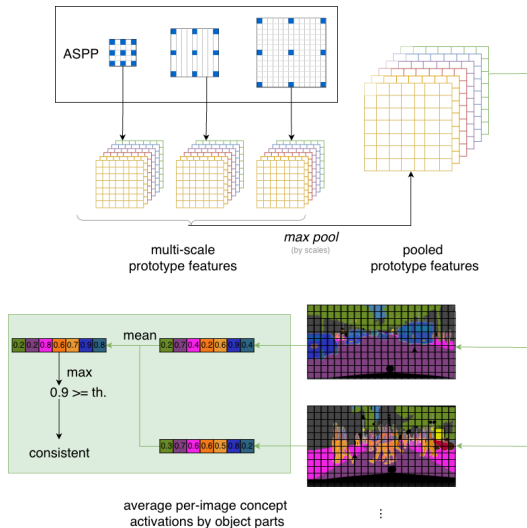 ASPP
multi-scale
prototype features
max pool
(by scales)
pooled
prototype features
0.2 0.2 0.8 0.6 0.7 0.9 0.8
mean
0.2 0.7 0.4 0.2 0.6 0.9 0.4
max
0.9 >= th.
consistent
0.3 0.7 0.6 0.6 0.5 0.8 0.2
average per-image concept
activations by object parts
⋮